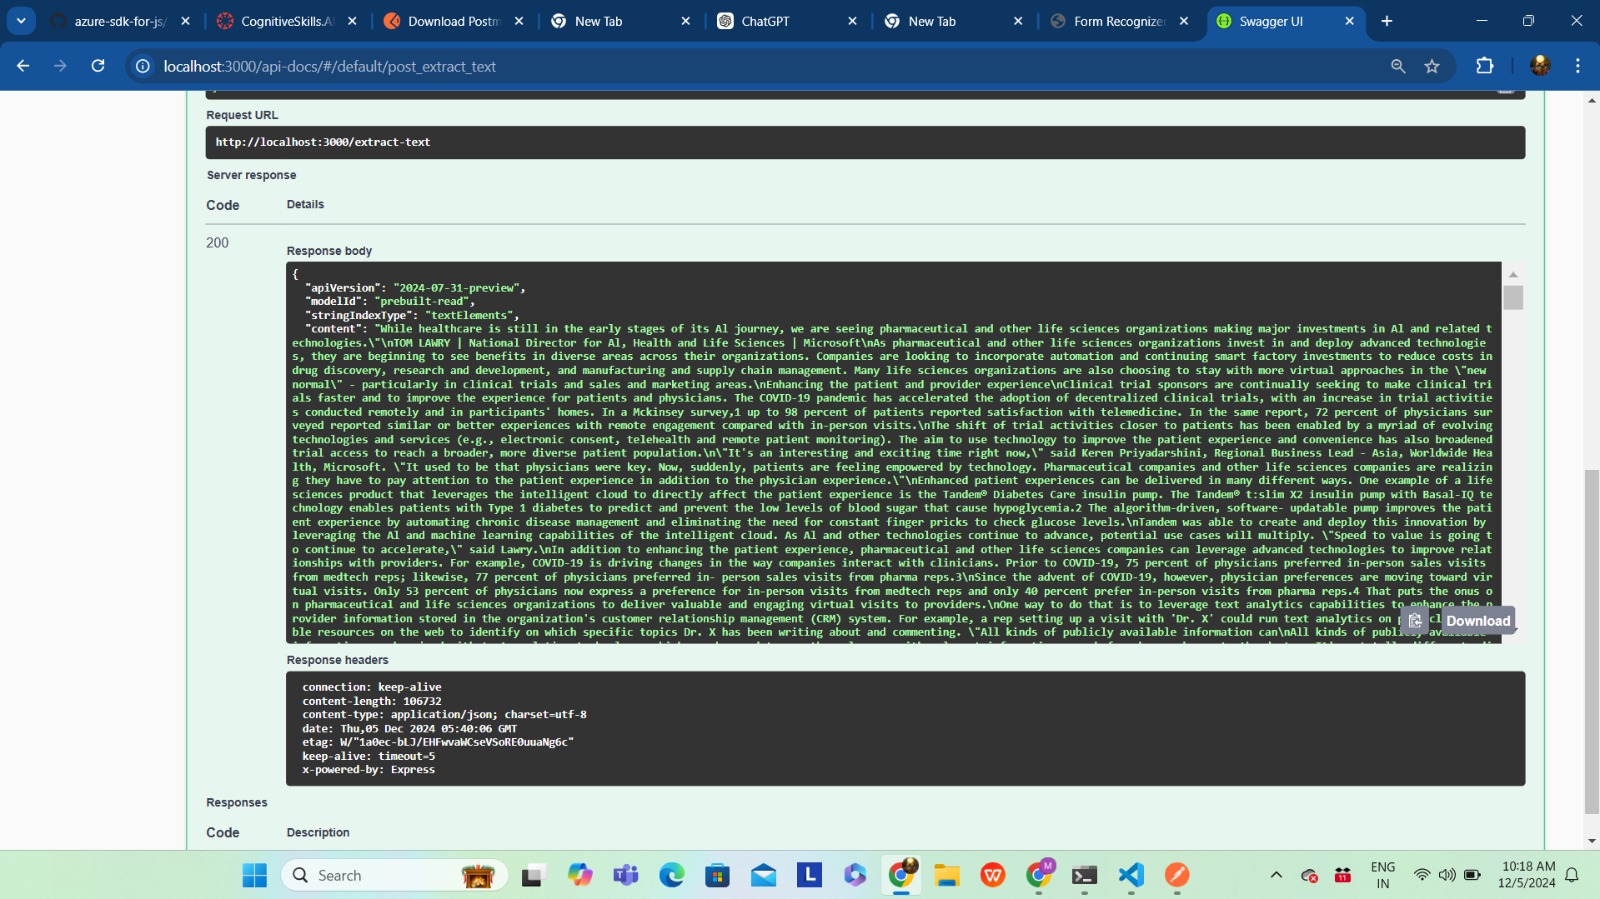 azure-sdk-for-js/
CognitiveSkills.AI
Download Postm
New Tab
ChatGPT
New Tab
Form Recognizer
Swagger UI
localhost:3000/api-docs/#/default/post_extract_text
Request URL
http://localhost:3000/extract-text
Server response
Code
Details
200
Response body
{
"apiVersion": "2024-07-31-preview",
"modelId": "prebuilt-read",
"stringIndexType": "textElements",
"content": "While healthcare is still in the early stages of its Al journey, we are seeing pharmaceutical and other life sciences organizations making major investments in Al and related t
echnologies.\"\nTOM LAWRY | National Director for Al, Health and Life Sciences | Microsoft\nAs pharmaceutical and other life sciences organizations invest in and deploy advanced technologie
s, they are beginning to see benefits in diverse areas across their organizations. Companies are looking to incorporate automation and continuing smart factory investments to reduce costs in
drug discovery, research and development, and manufacturing and supply chain management. Many life sciences organizations are also choosing to stay with more virtual approaches in the \"new
normal\" - particularly in clinical trials and sales and marketing areas.\nEnhancing the patient and provider experience\nClinical trial sponsors are continually seeking to make clinical tri
als faster and to improve the experience for patients and physicians. The COVID-19 pandemic has accelerated the adoption of decentralized clinical trials, with an increase in trial activitie
s conducted remotely and in participants' homes. In a Mckinsey survey,1 up to 98 percent of patients reported satisfaction with telemedicine. In the same report, 72 percent of physicians sur
veyed reported similar or better experiences with remote engagement compared with in-person visits.\nThe shift of trial activities closer to patients has been enabled by a myriad of evolving
technologies and services (e.g., electronic consent, telehealth and remote patient monitoring). The aim to use technology to improve the patient experience and convenience has also broadened
trial access to reach a broader, more diverse patient population.\n\"It's an interesting and exciting time right now,\" said Keren Priyadarshini, Regional Business Lead - Asia, Worldwide Hea
lth, Microsoft. \"It used to be that physicians were key. Now, suddenly, patients are feeling empowered by technology. Pharmaceutical companies and other life sciences companies are realizin
g they have to pay attention to the patient experience in addition to the physician experience.\"\nEnhanced patient experiences can be delivered in many different ways. One example of a life
sciences product that leverages the intelligent cloud to directly affect the patient experience is the Tandem® Diabetes Care insulin pump. The Tandem® t:slim X2 insulin pump with Basal-IQ te
chnology enables patients with Type 1 diabetes to predict and prevent the low levels of blood sugar that cause hypoglycemia.2 The algorithm-driven, software- updatable pump improves the pati
ent experience by automating chronic disease management and eliminating the need for constant finger pricks to check glucose levels.\nTandem was able to create and deploy this innovation by
leveraging the AI and machine learning capabilities of the intelligent cloud. As AI and other technologies continue to advance, potential use cases will multiply. \"Speed to value is going t
o continue to accelerate,\" said Lawry.\nIn addition to enhancing the patient experience, pharmaceutical and other life sciences companies can leverage advanced technologies to improve relat
ionships with providers. For example, COVID-19 is driving changes in the way companies interact with clinicians. Prior to COVID-19, 75 percent of physicians preferred in-person sales visits
from medtech reps; likewise, 77 percent of physicians preferred in- person sales visits from pharma reps.3\nSince the advent of COVID-19, however, physician preferences are moving toward vir
tual visits. Only 53 percent of physicians now express a preference for in-person visits from medtech reps and only 40 percent prefer in-person visits from pharma reps.4 That puts the onus o
n pharmaceutical and life sciences organizations to deliver valuable and engaging virtual visits to providers.\nOne way to do that is to leverage text analytics capabilities to enhance the p
rovider information stored in the organization's customer relationship management (CRM) system. For example, a rep setting up a visit with 'Dr. X' could run text analytics on
ble resources on the web to identify on which specific topics Dr. X has been writing about and commenting. \"All kinds of publicly available information can\nAll kinds of
Download
Response headers
connection: keep-alive
content-length: 106732
content-type: application/json; charset=utf-8
date: Thu,05 Dec 2024 05:40:06 GMT
etag: W/"1a0ec-bLJ/EHFwvaWCseVSoRE0uuaNg6c"
keep-alive: timeout=5
x-powered-by: Express
Responses
Code
Description
Search
ENG
IN
10:18 AM
12/5/2024